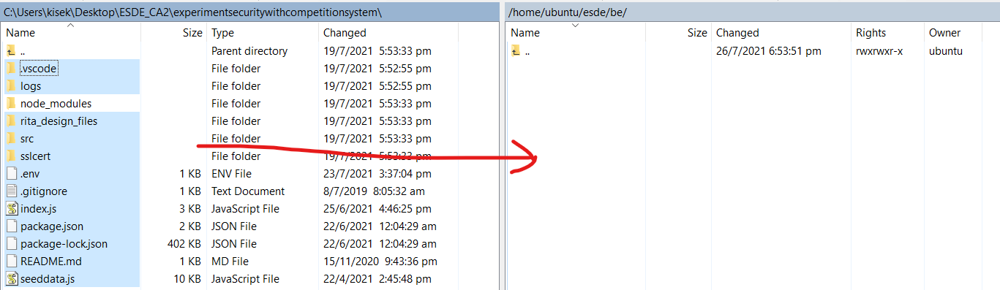 C:\Users\kisek\Desktop\ESDE_CA2\experimentsecuritywithcompetitionsystem\ /home/ubuntu/esde/be/
Name Size Type Changed Name Size Changed Rights Owner
.. Parent directory 19/7/2021 5:53:33 pm .. 26/7/2021 6:53:51 pm rwxrwxr-x ubuntu
.vscode File folder 19/7/2021 5:52:55 pm
logs File folder 19/7/2021 5:52:55 pm
node_modules File folder 19/7/2021 5:53:33 pm
rita_design_files File folder 19/7/2021 5:53:33 pm
src File folder 19/7/2021 5:53:33 pm
sslcert File folder 19/7/2021 5:53:33 pm
.env 1 KB ENV File 23/7/2021 3:37:04 pm
.gitignore 1 KB Text Document 8/7/2019 8:05:32 am
index.js 3 KB JavaScript File 25/6/2021 4:46:25 pm
package.json 2 KB JSON File 22/6/2021 12:04:29 am
package-lock.json 402 KB JSON File 22/6/2021 12:04:29 am
README.md 1 KB MD File 15/11/2020 9:43:36 pm
seeddata.js 10 KB JavaScript File 22/4/2021 2:45:48 pm